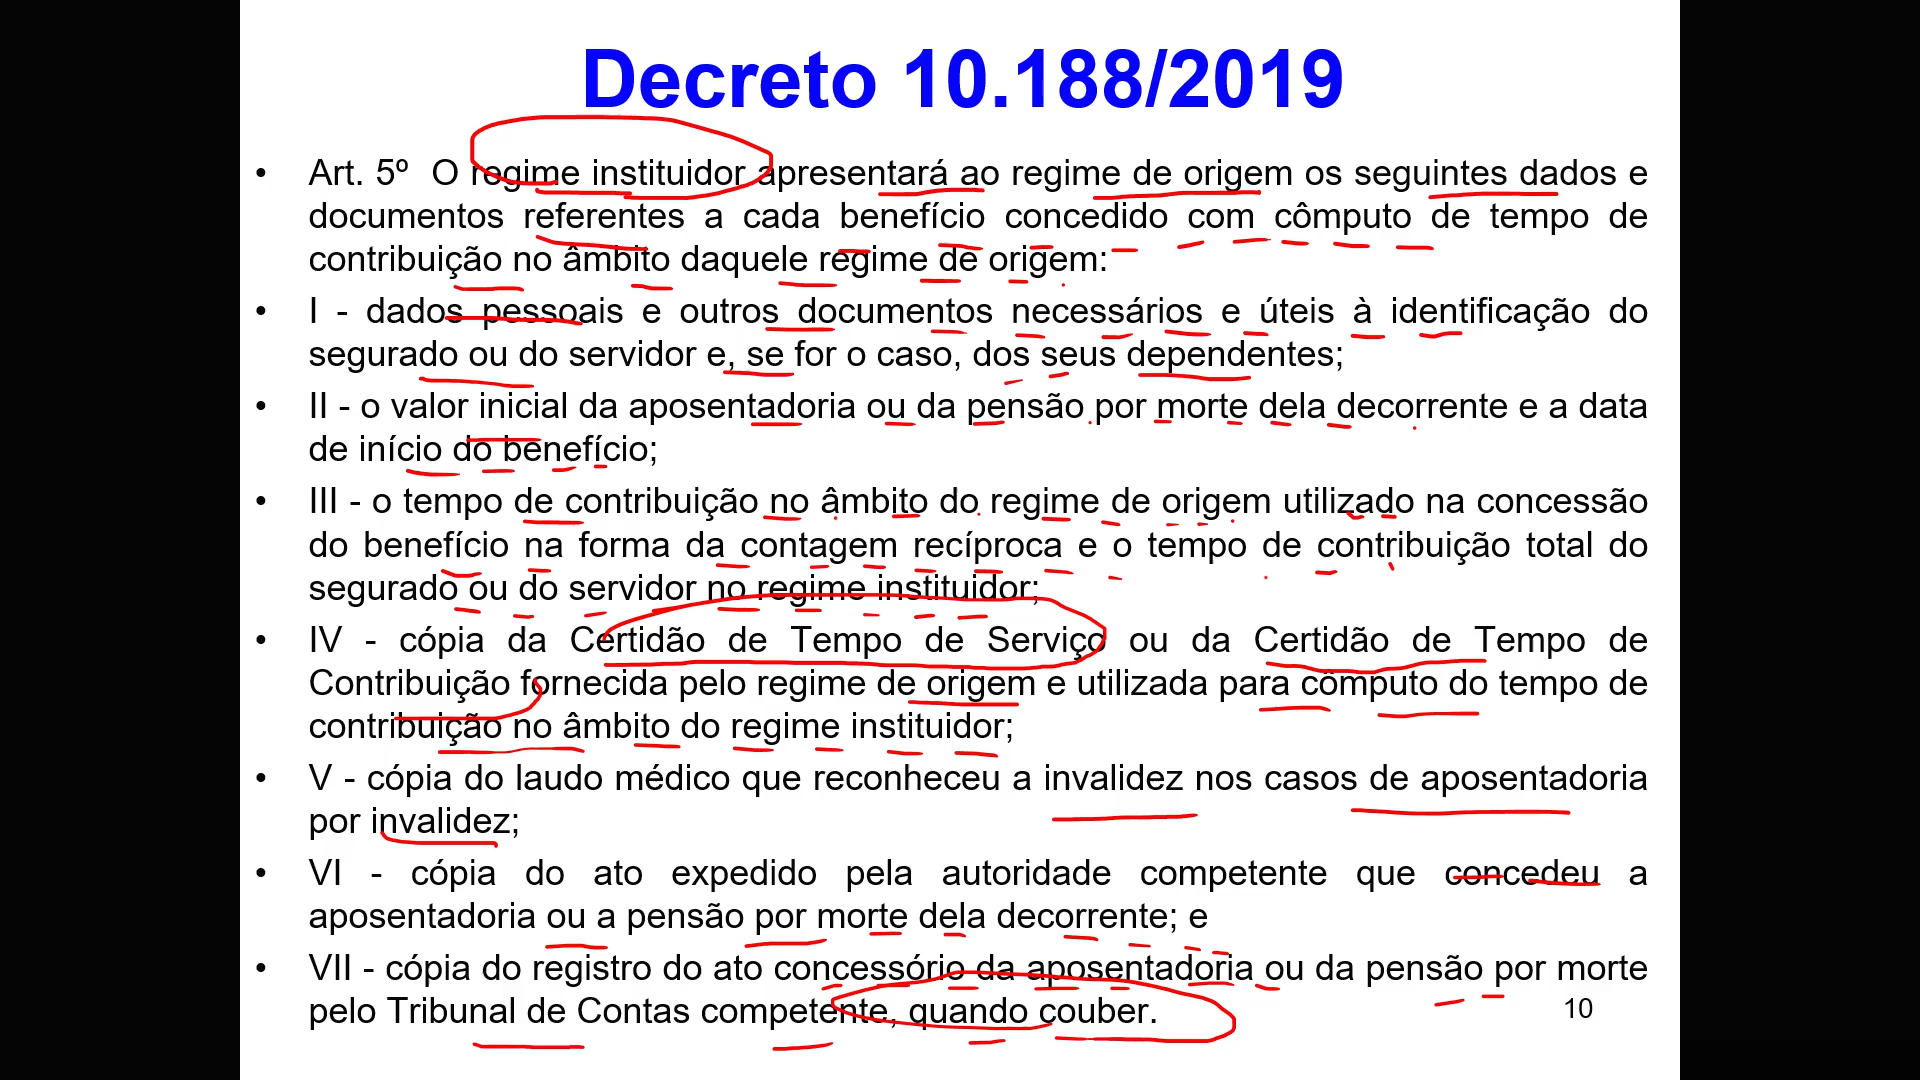 Decreto 10.188/2019
• Art. 5º O regime instituidor apresentará ao regime de origem os seguintes dados e
documentos referentes a cada benefício concedido com cômputo de tempo de
contribuição no âmbito daquele regime de origem:
• I - dados pessoais e outros documentos necessários e úteis à identificação do
segurado ou do servidor e, se for o caso, dos seus dependentes;
• II - o valor inicial da aposentadoria ou da pensão por morte dela decorrente e a data
de início do benefício;
• III - o tempo de contribuição no âmbito do regime de origem utilizado na concessão
do benefício na forma da contagem recíproca e o tempo de contribuição total do
segurado ou do servidor no regime instituidor;
• IV - cópia da Certidão de Tempo de Serviço ou da Certidão de Tempo de
Contribuição fornecida pelo regime de origem e utilizada para cômputo do tempo de
contribuição no âmbito do regime instituidor;
• V - cópia do laudo médico que reconheceu a invalidez nos casos de aposentadoria
por invalidez;
• VI - cópia do ato expedido pela autoridade competente que concedeu a
aposentadoria ou a pensão por morte dela decorrente; e
• VII - cópia do registro do ato concessório da aposentadoria ou da pensão por morte
pelo Tribunal de Contas competente, quando couber.
10